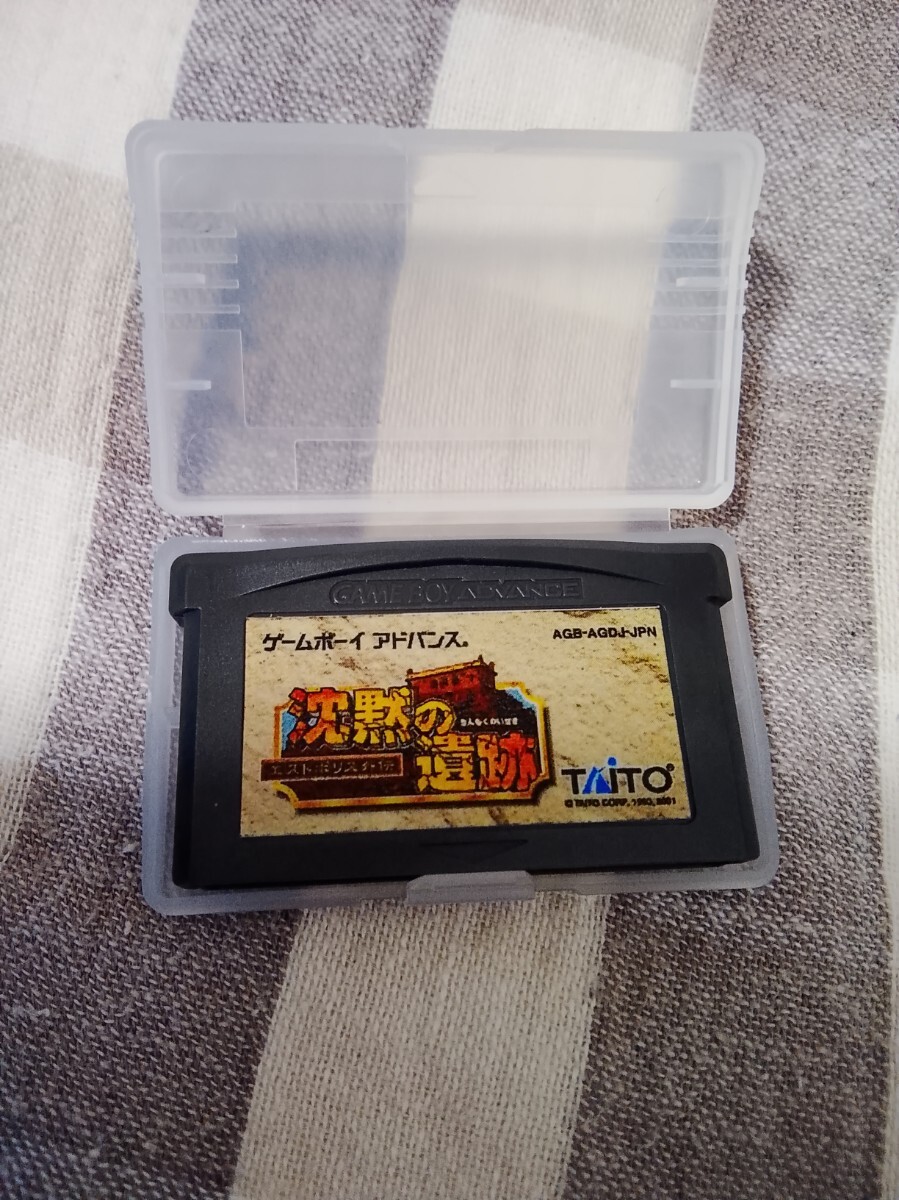 GAME BOY ADVANCE
ゲームボーイ アドバンス®
AGB-AGDJ-JPN
沈黙の
ちんもくのいせき
遺跡
エストポリス外伝
TAITO®
© TAITO CORP. 1993, 2001